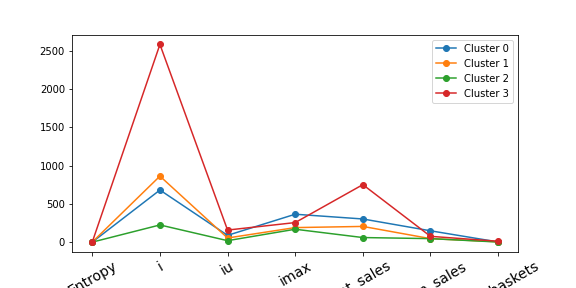 2500
2000
1500
1000
500
0
Cluster 0
Cluster 1
Cluster 2
Cluster 3
Entropy
i
iu
imax
sales
sales
baskets